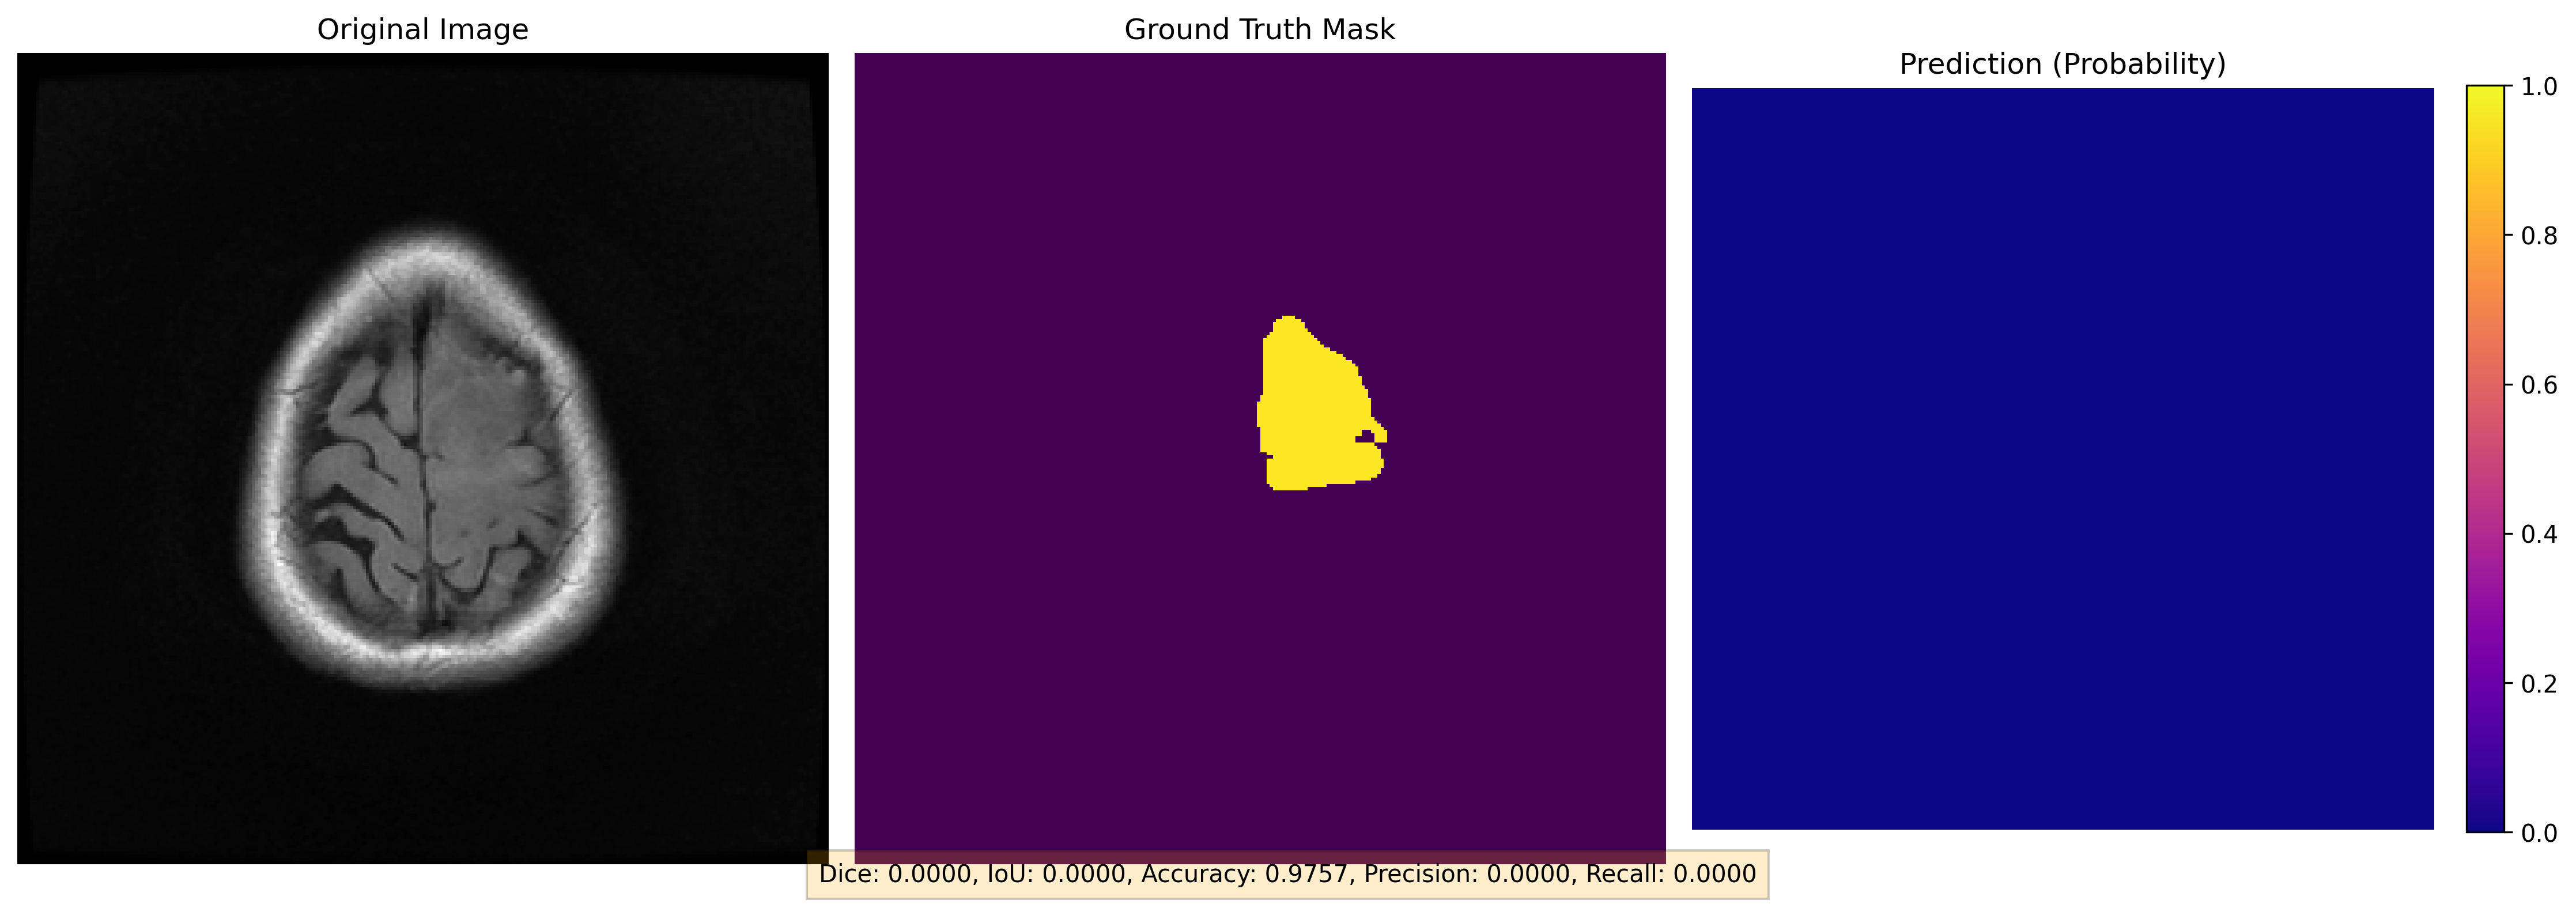 Original Image
Ground Truth Mask
Prediction (Probability)
1.0
0.8
0.6
0.4
0.2
0.0
Dice: 0.0000, IoU: 0.0000, Accuracy: 0.9757, Precision: 0.0000, Recall: 0.0000